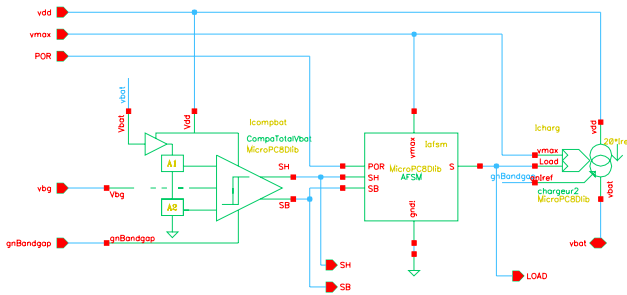 vdd
vmax
POR
vbat
Vbat
Vdd
Icompbat
CompaTotalVbat
MicroPC8Dlib
A1
A2
SH
SB
vbg
Vbg
gnBandgap
gnBandgap
vmax
Iafsm
MicroPC8Dlib
AFSM
POR
SH
SB
S
gnd!
SH
SB
LOAD
Icharg
vdd
20*Ire
vmax
Load
gnBandgap
gnIref
chargeur2
MicroPC8Dlib
vbat
vbat